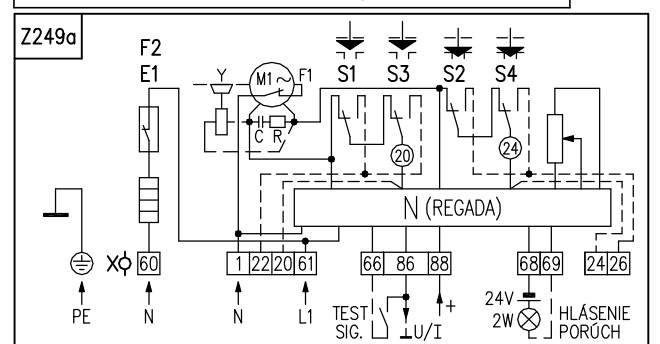 Z249a
F2
E1
Y
M1 ~
F1
S1
S3
S2
S4
C
R
20
24
N (REGADA)
X
60
1
22
20
61
66
86
88
68
69
24
26
PE
N
N
L1
TEST
SIG.
U/I
+
24V
2W
HLÁSENIE
PORÚCH